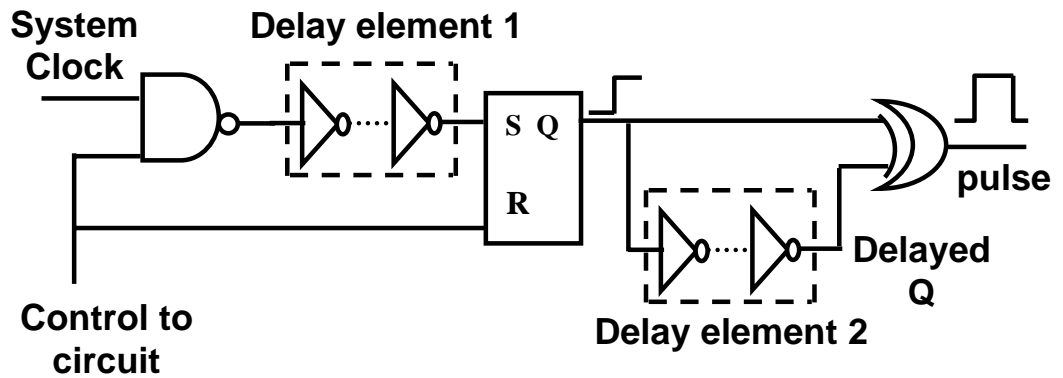 System
Clock
Delay element 1
S Q
R
pulse
Delayed
Q
Delay element 2
Control to
circuit